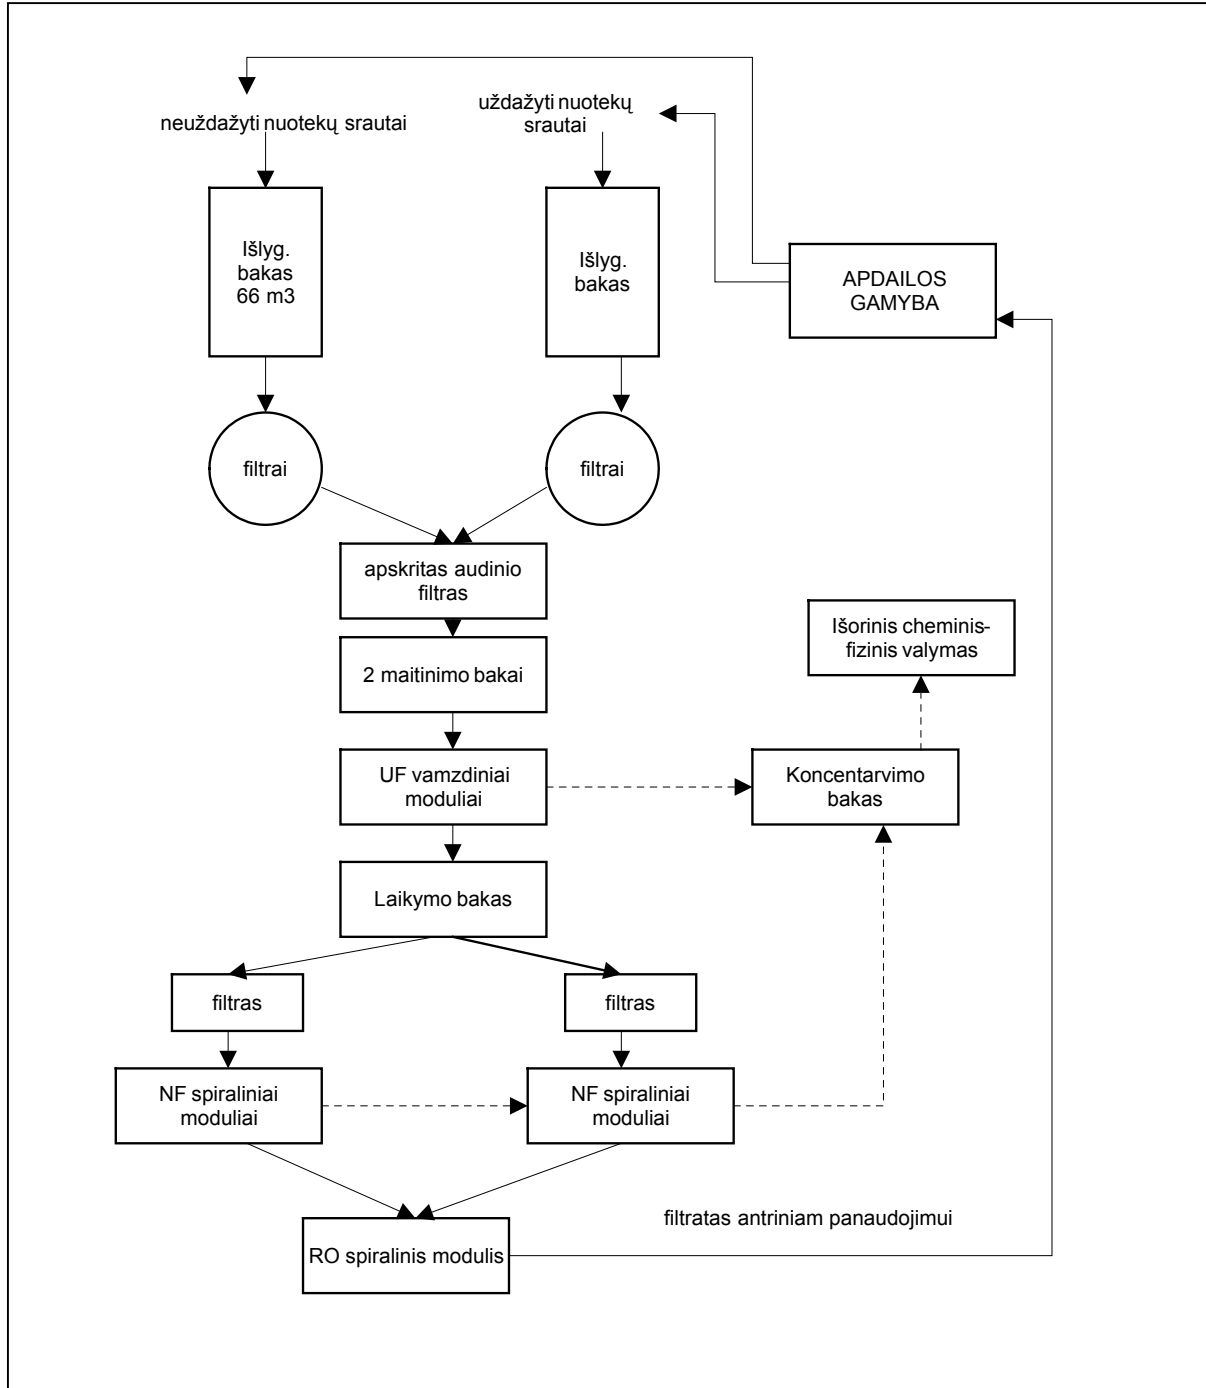 neuždažyti nuotekų srautai
uždažyti nuotekų
srautai
Išlyg.
bakas
66 m3
Išlyg.
bakas
APDAILOS
GAMYBA
filtrai
filtrai
apskritas audinio
filtras
2 maitinimo bakai
Išorinis cheminis-
fizinis valymas
UF vamzdiniai
moduliai
Koncentarvimo
bakas
Laikymo bakas
filtras
filtras
NF spiraliniai
moduliai
NF spiraliniai
moduliai
filtratas antriniam panaudojimui
RO spiralinis modulis